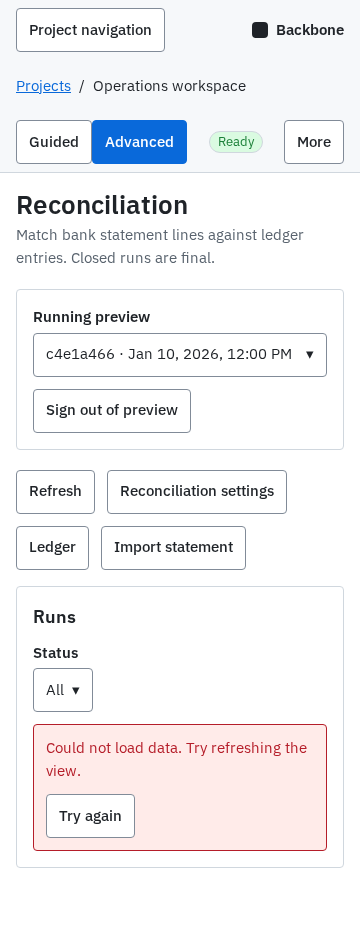 Project navigation
Backbone
Projects / Operations workspace
Guided
Advanced
Ready
More
Reconciliation
Match bank statement lines against ledger
entries. Closed runs are final.
Running preview
c4e1a466 · Jan 10, 2026, 12:00 PM ▾
Sign out of preview
Refresh
Reconciliation settings
Ledger
Import statement
Runs
Status
All ▾
Could not load data. Try refreshing the
view.
Try again